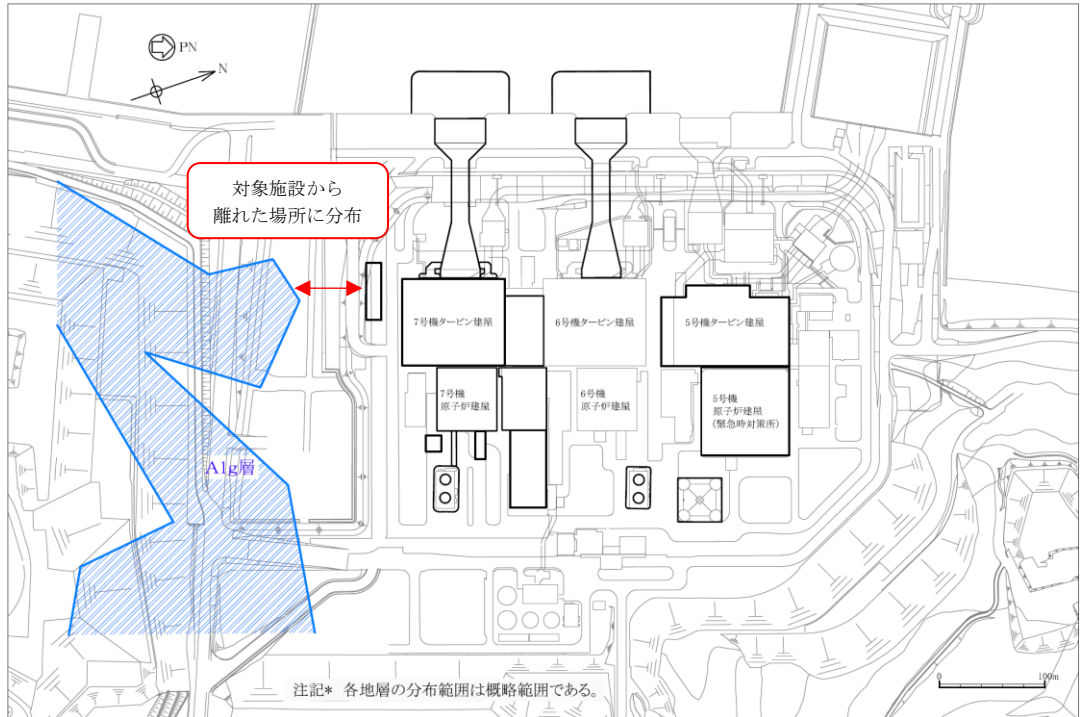 PN
N
対象施設から
離れた場所に分布
7号機タービン建屋
6号機タービン建屋
5号機タービン建屋
7号機
原子炉建屋
6号機
原子炉建屋
5号機
原子炉建屋
(緊急時対策所)
A1g層
注記* 各地層の分布範囲は概略範囲である。
0
100m